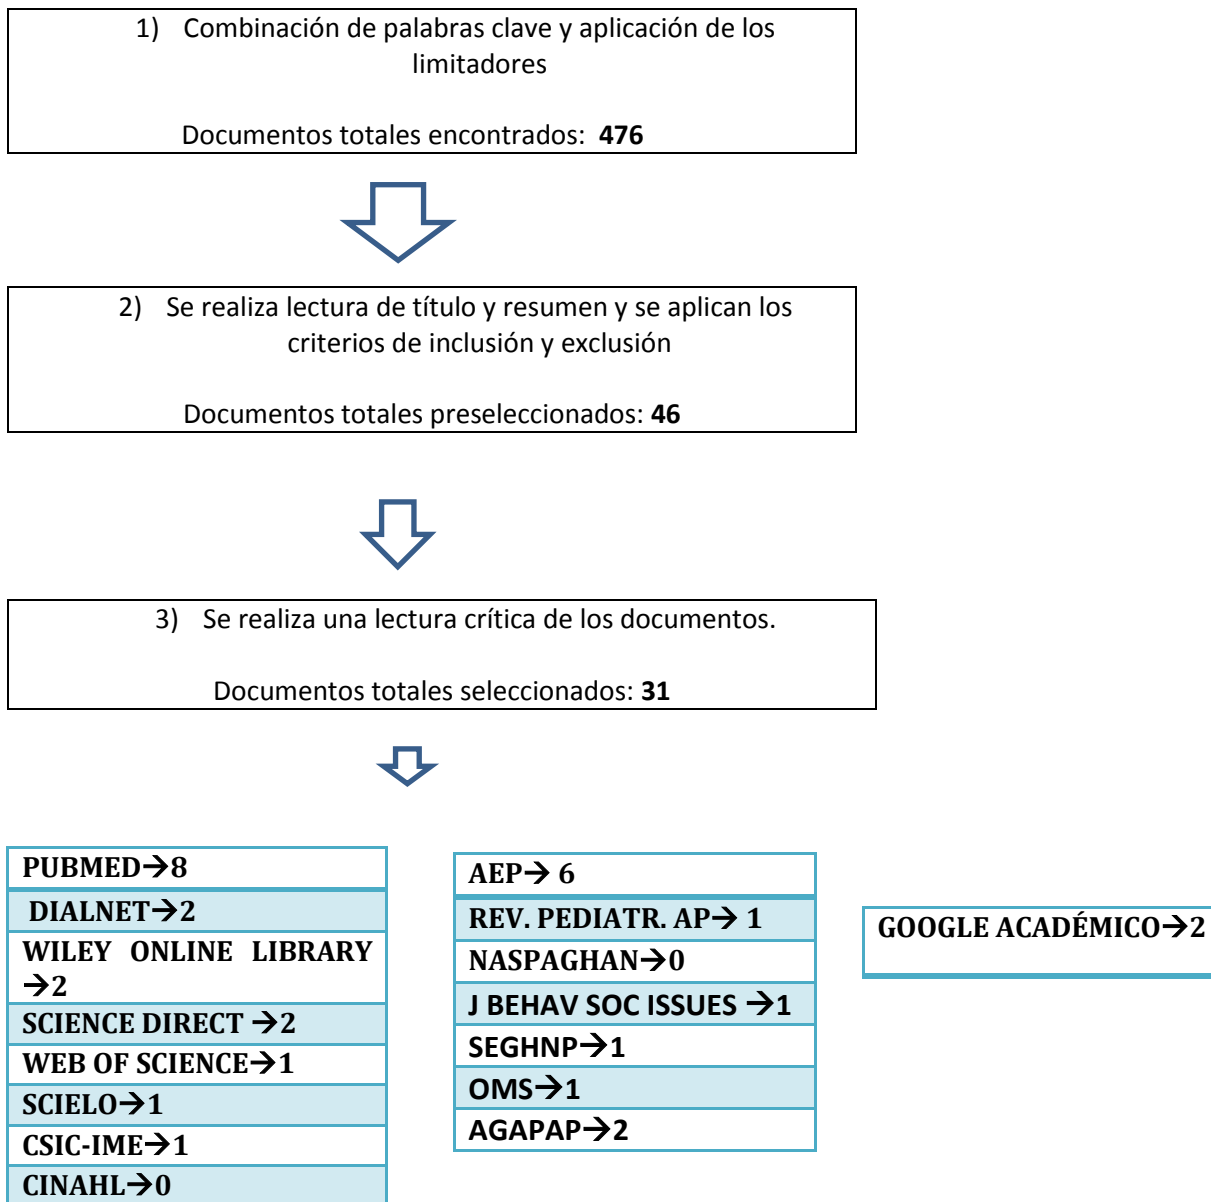 1) Combinación de palabras clave y aplicación de los
limitadores
Documentos totales encontrados: 476
2) Se realiza lectura de título y resumen y se aplican los
criterios de inclusión y exclusión
Documentos totales preseleccionados: 46
3) Se realiza una lectura crítica de los documentos.
Documentos totales seleccionados: 31
PUBMED→8
DIALNET→2
WILEY ONLINE LIBRARY
→2
SCIENCE DIRECT →2
WEB OF SCIENCE→1
SCIELO→1
CSIC-IME→1
CINAHL→0
AEP→ 6
REV. PEDIATR. AP→ 1
NASPAGHAN→0
J BEHAV SOC ISSUES →1
SEGHNP→1
OMS→1
AGAPAP→2
GOOGLE ACADÉMICO→2